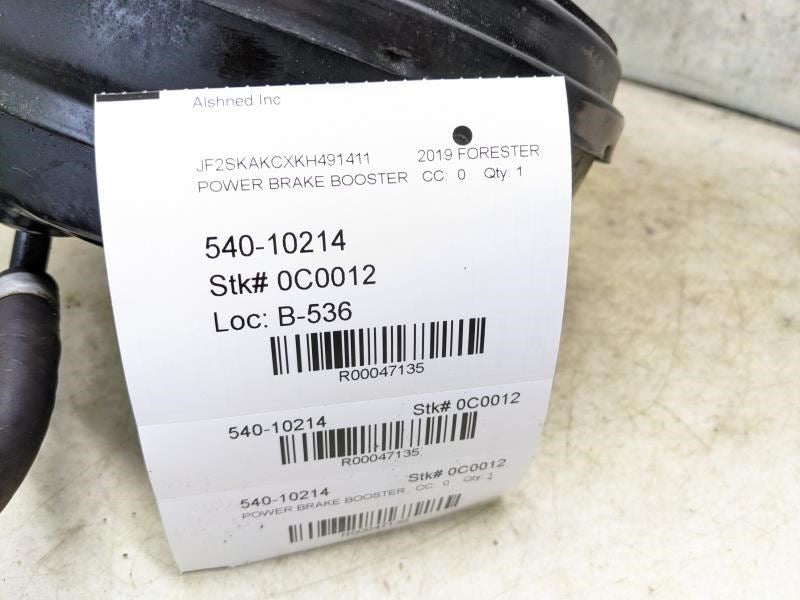 Alshned Inc
JF2SKAKCXKH491411 2019 FORESTER
POWER BRAKE BOOSTER CC: 0 Qty: 1
540-10214
Stk# 0C0012
Loc: B-536
R00047135
540-10214 Stk# 0C0012
R00047135
540-10214 Stk# 0C0012
POWER BRAKE BOOSTER CC: 0 Qty: 1
R00047135